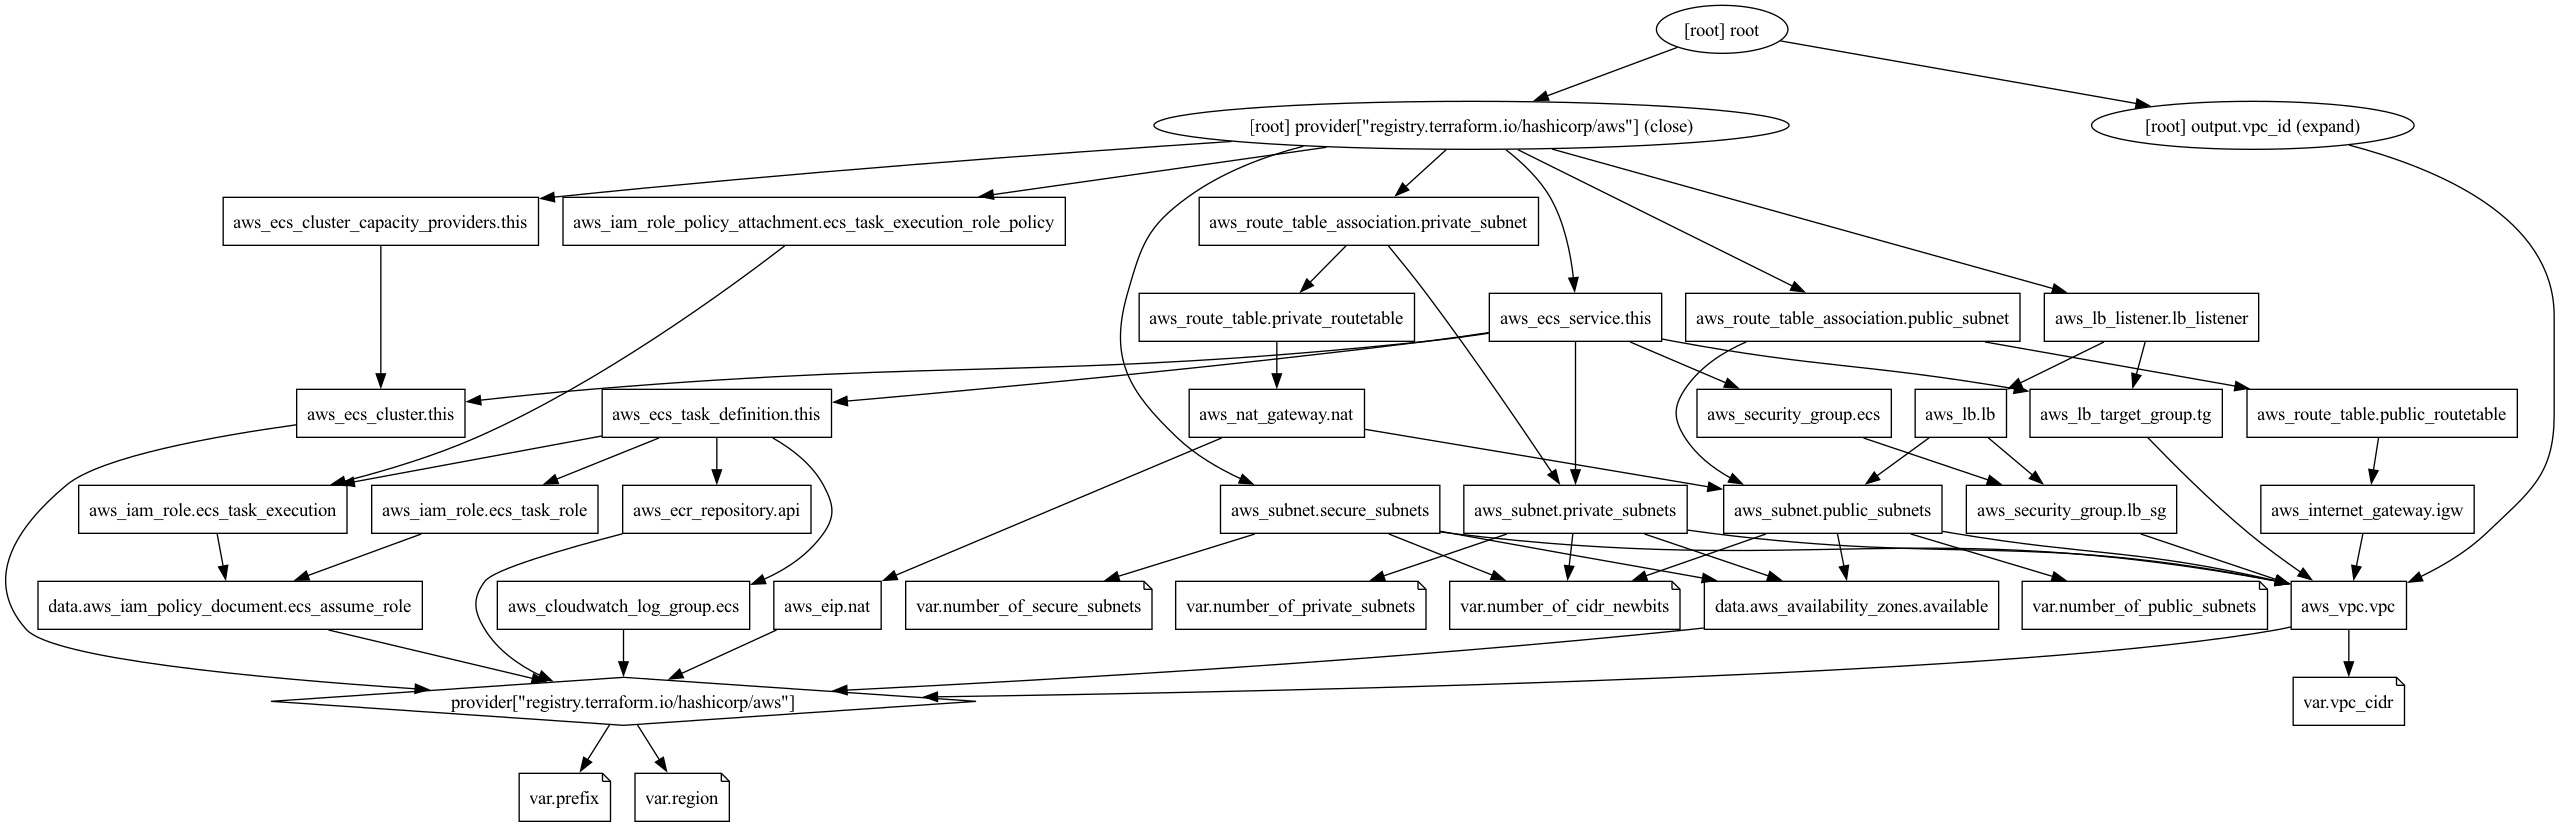 [root] root
[root] provider["registry.terraform.io/hashicorp/aws"] (close)
[root] output.vpc_id (expand)
aws_ecs_cluster_capacity_providers.this
aws_iam_role_policy_attachment.ecs_task_execution_role_policy
aws_route_table_association.private_subnet
aws_route_table.private_routetable
aws_ecs_service.this
aws_route_table_association.public_subnet
aws_lb_listener.lb_listener
aws_ecs_cluster.this
aws_ecs_task_definition.this
aws_nat_gateway.nat
aws_security_group.ecs
aws_lb.lb
aws_lb_target_group.tg
aws_route_table.public_routetable
aws_iam_role.ecs_task_execution
aws_iam_role.ecs_task_role
aws_ecr_repository.api
aws_subnet.secure_subnets
aws_subnet.private_subnets
aws_subnet.public_subnets
aws_security_group.lb_sg
aws_internet_gateway.igw
data.aws_iam_policy_document.ecs_assume_role
aws_cloudwatch_log_group.ecs
aws_eip.nat
var.number_of_secure_subnets
var.number_of_private_subnets
var.number_of_cidr_newbits
data.aws_availability_zones.available
var.number_of_public_subnets
aws_vpc.vpc
provider["registry.terraform.io/hashicorp/aws"]
var.vpc_cidr
var.prefix
var.region